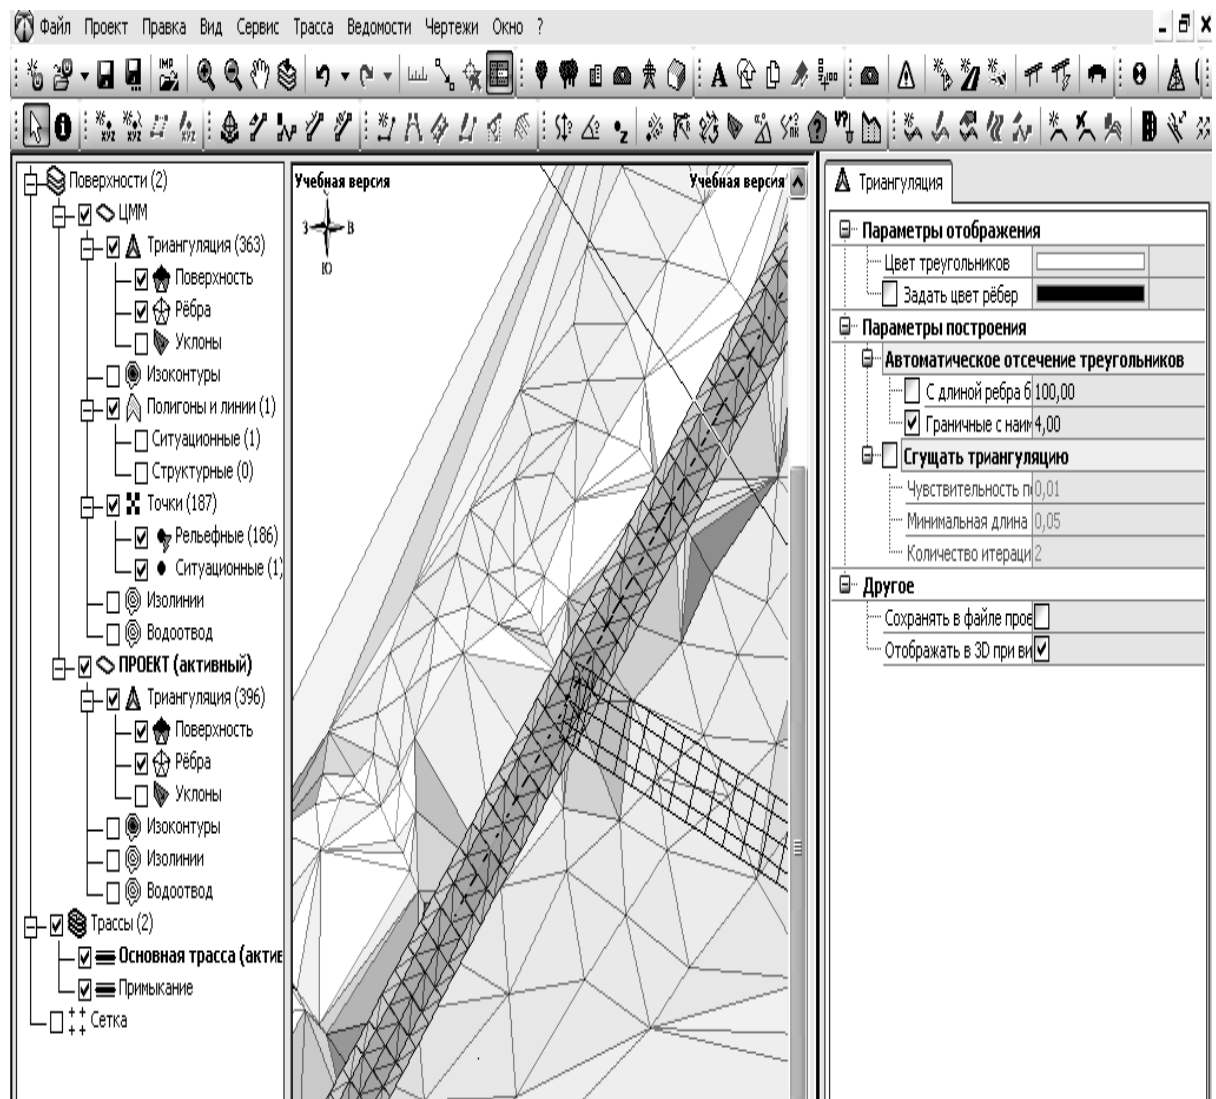 Файл Проект Правка Вид Сервис Трасса Ведомости Чертежи Окно ?
Поверхности (2)
ЦММ
Триангуляция (363)
Поверхность
Рёбра
Уклоны
Изоконтуры
Полигоны и линии (1)
Ситуационные (1)
Структурные (0)
Точки (187)
Рельефные (186)
Ситуационные (1)
Изолинии
Водоотвод
ПРОЕКТ (активный)
Триангуляция (396)
Поверхность
Рёбра
Уклоны
Изоконтуры
Изолинии
Водоотвод
Трассы (2)
Основная трасса (актив
Примыкание
Сетка
Учебная версия Учебная версия
З В
Ю
Триангуляция
Параметры отображения
Цвет треугольников
Задать цвет рёбер
Параметры построения
Автоматическое отсечение треугольников
С длиной ребра б 100,00
Граничные с наим 4,00
Сгущать триангуляцию
Чувствительность п 0,01
Минимальная длина 0,05
Количество итераци 2
Другое
Сохранять в файле прое
Отображать в 3D при ви